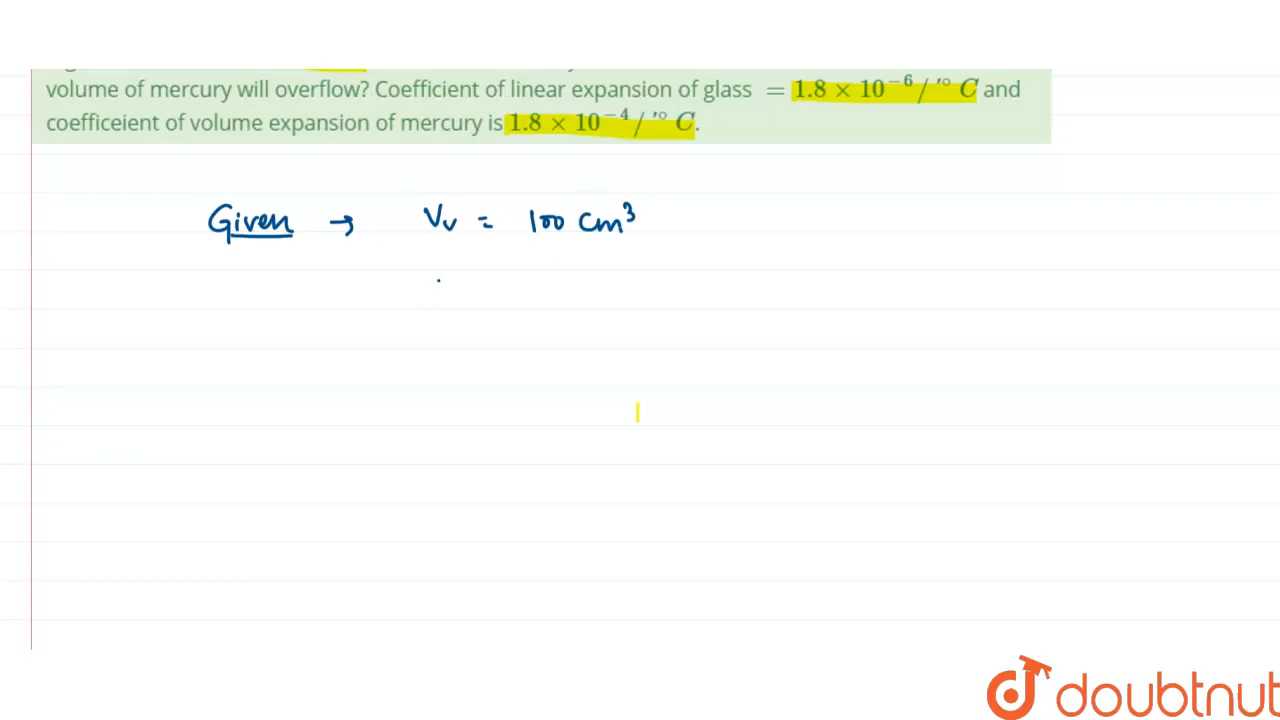 volume of mercury will overflow? Coefficient of linear expansion of glass = 1.8 × 10⁻⁶ / ′° C and
coefficeient of volume expansion of mercury is 1.8 × 10⁻⁴ / ′° C.
Given → Vᵥ = 100 cm³
doubtnut